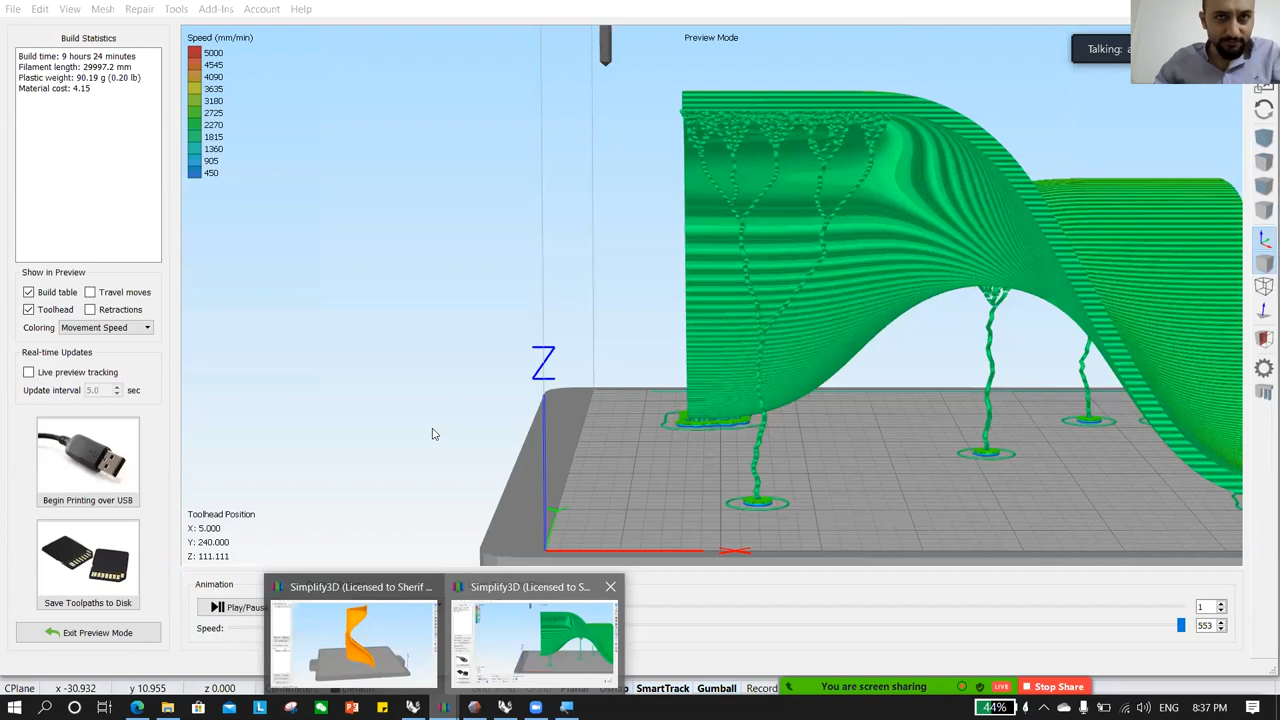 File Edit View Mesh Repair Tools Add-Ins Account Help
Build Statistics
Build time: 9 hours 24 minutes
Filament length: 29997.2 mm
Plastic weight: 90.19 g (0.20 lb)
Material cost: 4.15
Show in Preview
Build table Travel moves
Toolhead Retractions
Coloring Movement Speed
Real-time Updates
Live preview tracking
Update interval 5.0 sec
Begin Printing over USB
Save Toolpaths to Disk
Exit Preview Mode
Speed (mm/min)
5000
4545
4090
3635
3180
2725
2270
1815
1360
905
450
Preview Mode
Talking:
Z
Toolhead Position
X: 5.000
Y: 240.000
Z: 111.111
Animation
Play/Paus
Speed:
1
553
Simplify3D (Licensed to Sherif ...
Simplify3D (Licensed to S...
CPlane x -30.932 y 10.955 z 0.000
SmartTrack Gumball Record
You are screen sharing LIVE Stop Share
44% ENG 8:37 PM